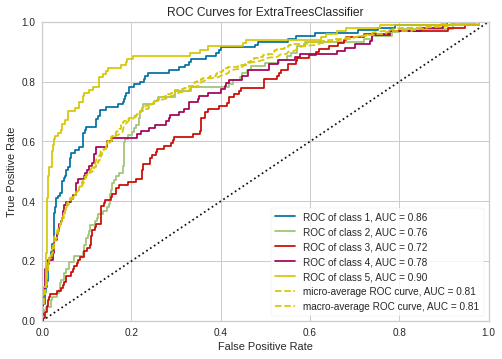 ROC Curves for ExtraTreesClassifier
True Positive Rate
1.0
0.8
0.6
0.4
0.2
0.0
ROC of class 1, AUC = 0.86
ROC of class 2, AUC = 0.76
ROC of class 3, AUC = 0.72
ROC of class 4, AUC = 0.78
ROC of class 5, AUC = 0.90
micro-average ROC curve, AUC = 0.81
macro-average ROC curve, AUC = 0.81
0.0 0.2 0.4 0.6 0.8 1.0
False Positive Rate